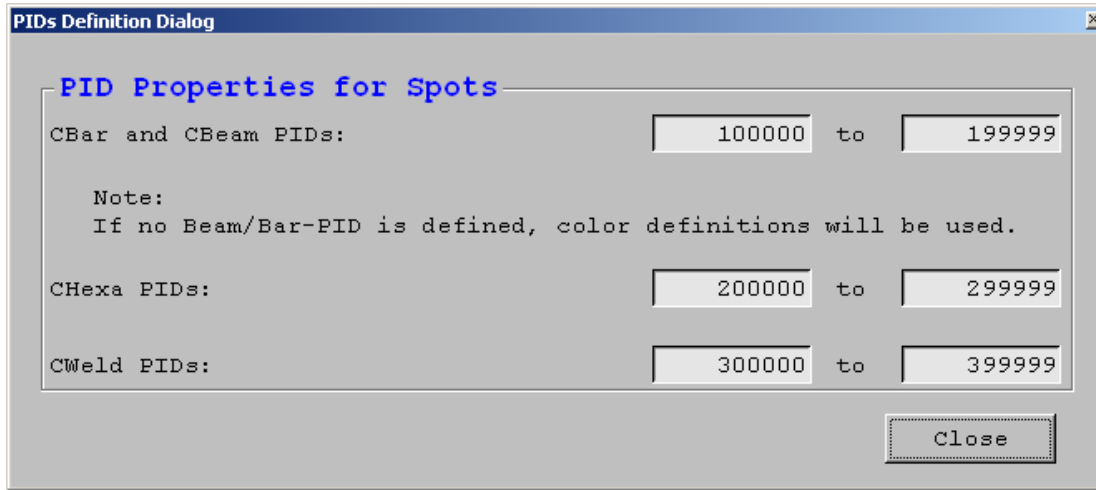 PIDs Definition Dialog
PID Properties for Spots
CBar and CBeam PIDs: 100000 to 199999
Note:
If no Beam/Bar-PID is defined, color definitions will be used.
CHexa PIDs: 200000 to 299999
CWeld PIDs: 300000 to 399999
Close